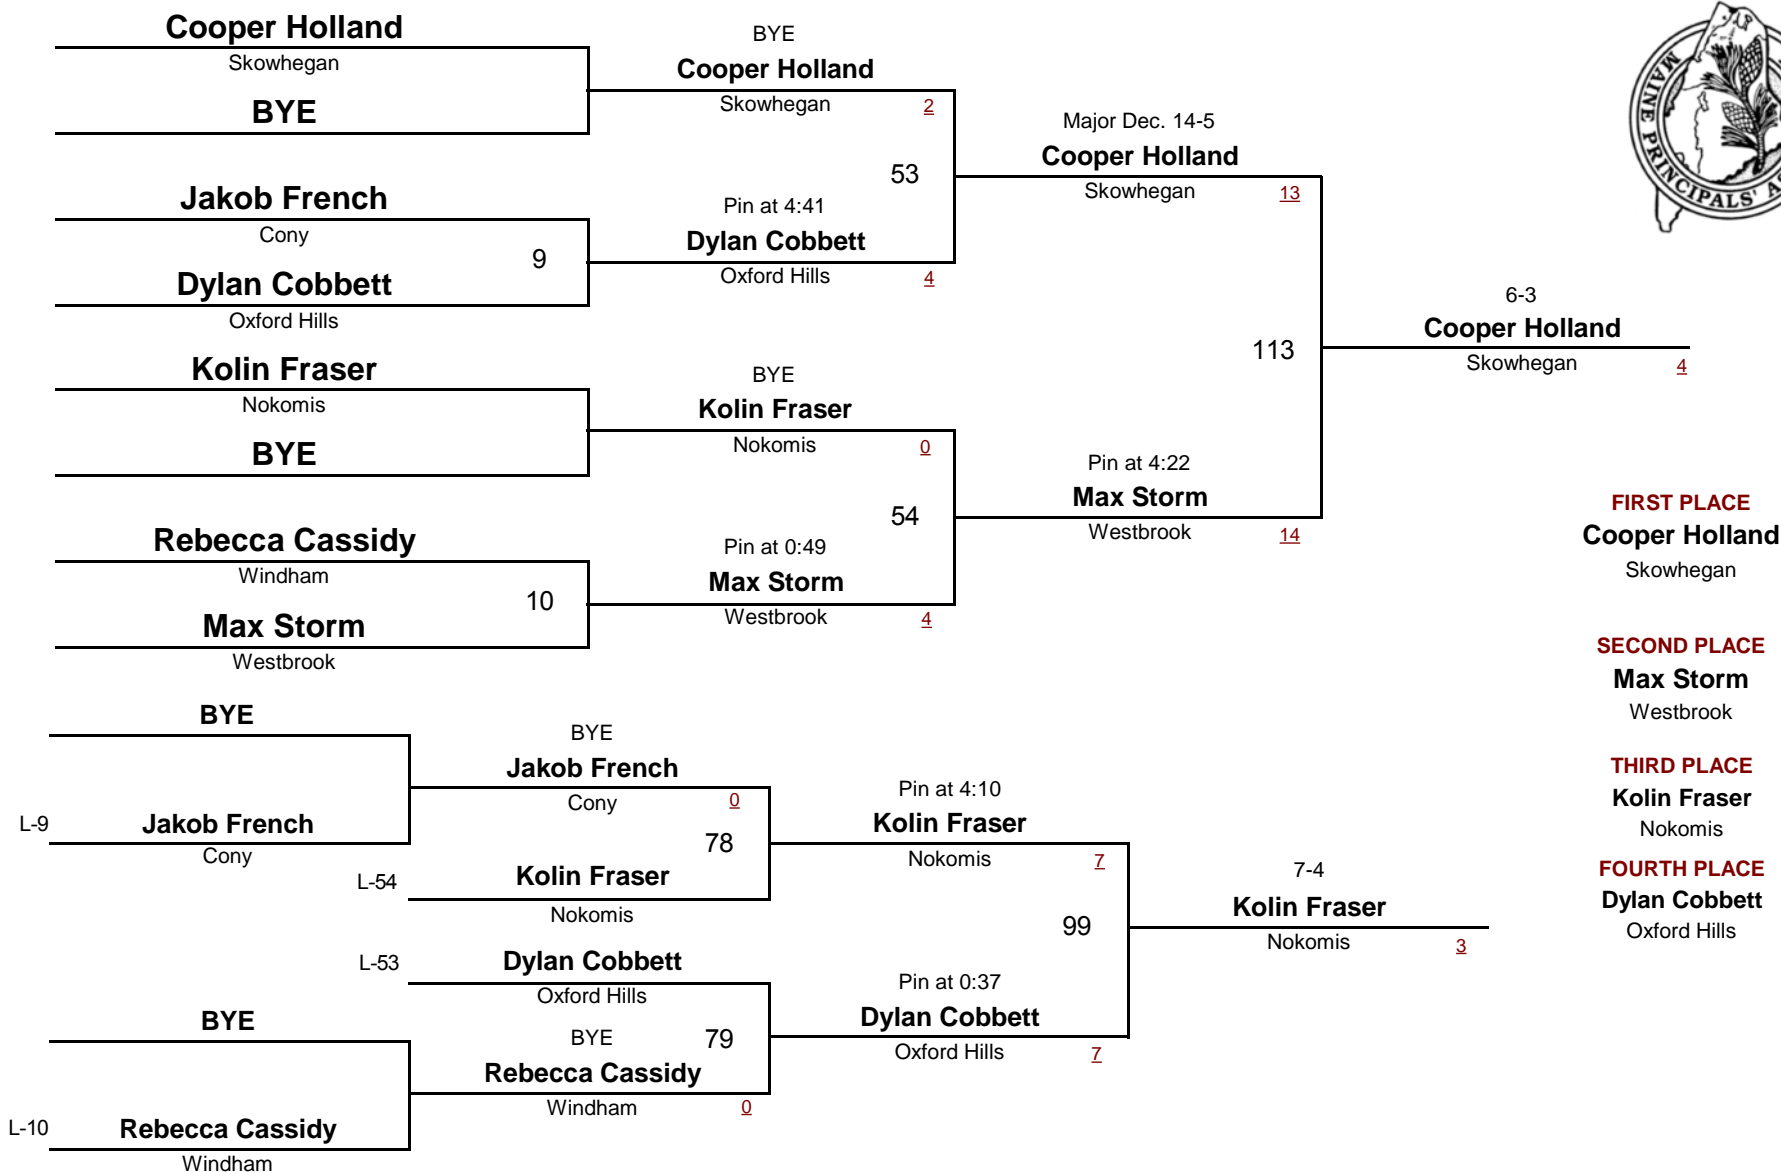 Cooper Holland
Skowhegan
BYE
Jakob French
Cony
9
Dylan Cobbett
Oxford Hills
Kolin Fraser
Nokomis
BYE
Rebecca Cassidy
Windham
10
Max Storm
Westbrook
BYE
Cooper Holland
Skowhegan 2
53
Pin at 4:41
Dylan Cobbett
Oxford Hills 4
BYE
Kolin Fraser
Nokomis 0
54
Pin at 0:49
Max Storm
Westbrook 4
Major Dec. 14-5
Cooper Holland
Skowhegan 13
113
Pin at 4:22
Max Storm
Westbrook 14
6-3
Cooper Holland
Skowhegan 4
MAINE PRINCIPALS' A
FIRST PLACE
Cooper Holland
Skowhegan
SECOND PLACE
Max Storm
Westbrook
THIRD PLACE
Kolin Fraser
Nokomis
FOURTH PLACE
Dylan Cobbett
Oxford Hills
BYE
L-9 Jakob French
Cony
BYE
Jakob French
Cony 0
78
L-54 Kolin Fraser
Nokomis
L-53 Dylan Cobbett
Oxford Hills
BYE
79
BYE
Rebecca Cassidy
Windham 0
L-10 Rebecca Cassidy
Windham
Pin at 4:10
Kolin Fraser
Nokomis 7
99
Pin at 0:37
Dylan Cobbett
Oxford Hills 7
7-4
Kolin Fraser
Nokomis 3